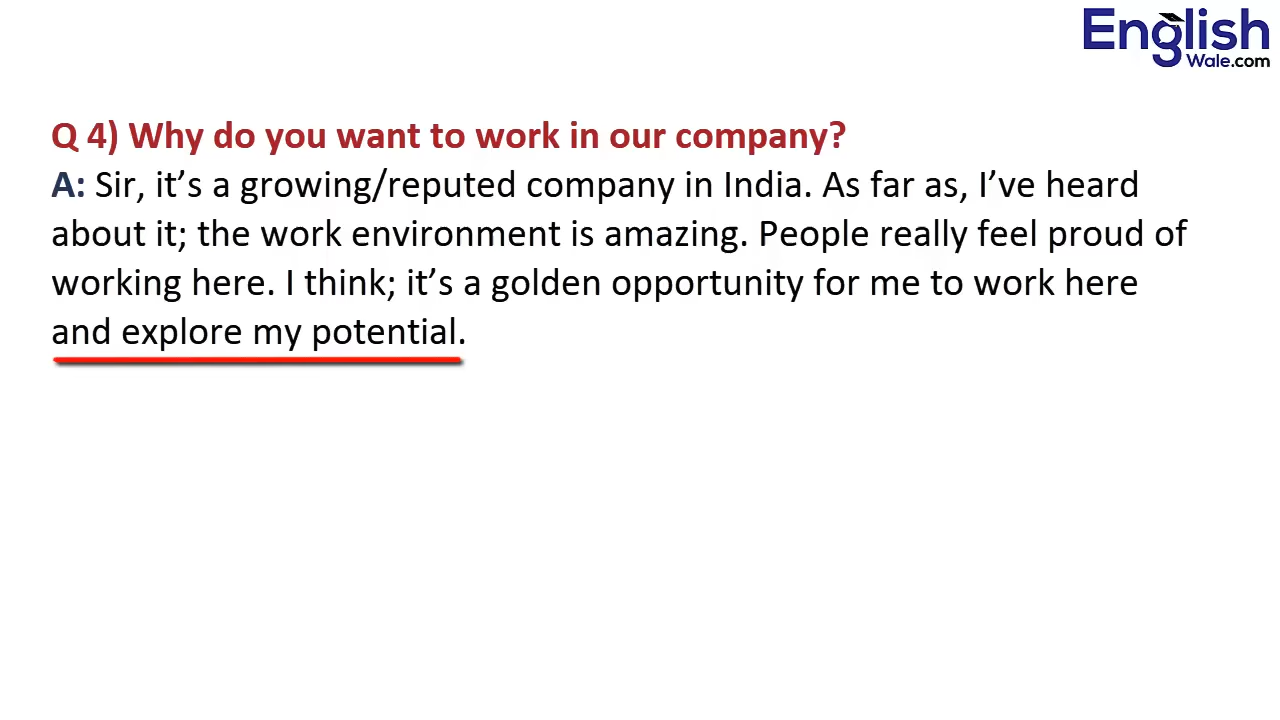 English
Wale.com
Q 4) Why do you want to work in our company?
A: Sir, it’s a growing/reputed company in India. As far as, I’ve heard
about it; the work environment is amazing. People really feel proud of
working here. I think; it’s a golden opportunity for me to work here
and explore my potential.